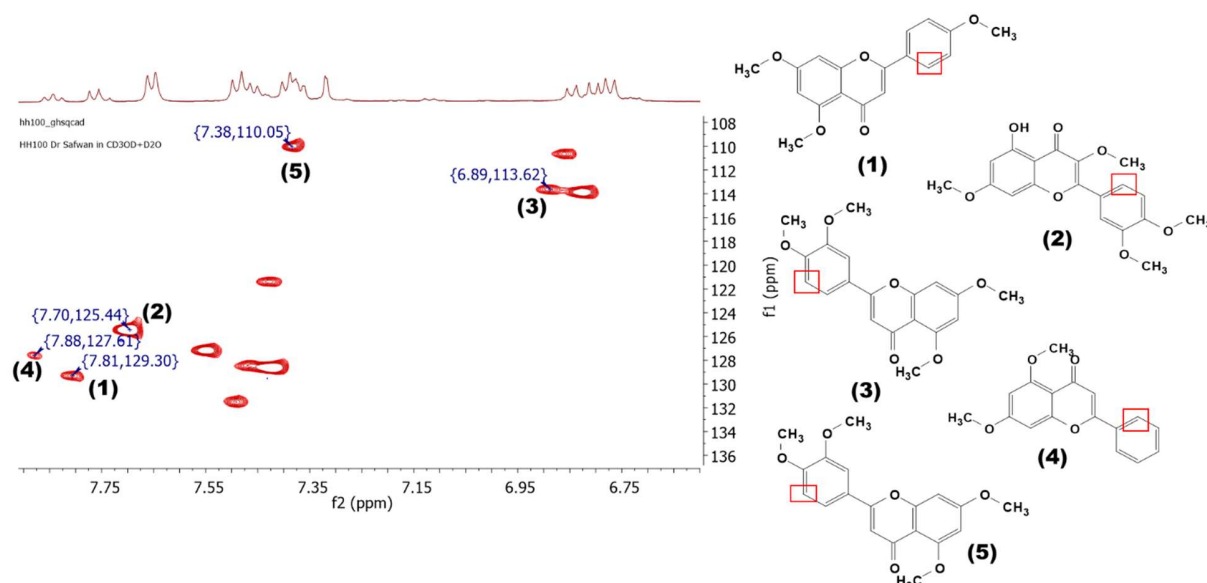 hh100_ghsqcad
HH100 Dr Safwan in CD3OD+D2O
{7.38,110.05}
(5)
{6.89,113.62}
(3)
{7.70,125.44}
(2)
{7.88,127.61}
(4)
{7.81,129.30}
(1)
108
110
112
114
116
118
120
122
124
126
128
130
132
134
136
f1 (ppm)
7.75
7.55
7.35
7.15
6.95
6.75
f2 (ppm)
O
CH3
H3C
O
O
O
O
CH3
(1)
OH
O
O
CH3
H3C
O
O
O
CH3
O
CH3
(2)
CH3
O
H3C
O
O
O
CH3
O
O
CH3
(3)
H3C
O
O
H3C
O
O
(4)
CH3
O
H3C
O
O
O
CH3
O
O
H3C
(5)